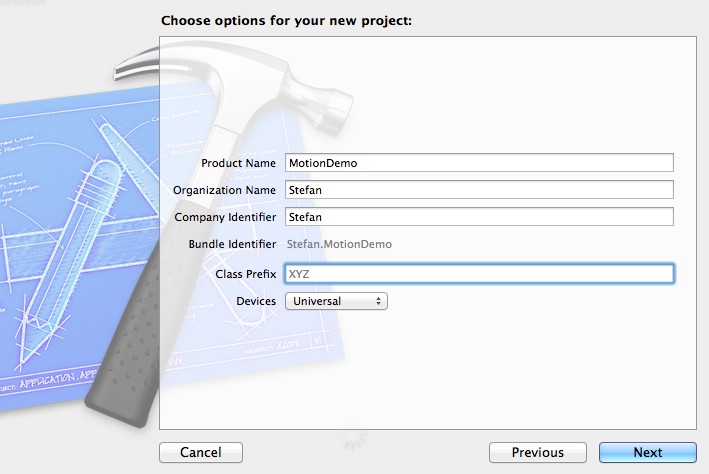 Choose options for your new project:
Product Name MotionDemo
Organization Name Stefan
Company Identifier Stefan
Bundle Identifier Stefan.MotionDemo
Class Prefix XYZ
Devices Universal
APPLICATION.APP
Cancel Previous Next